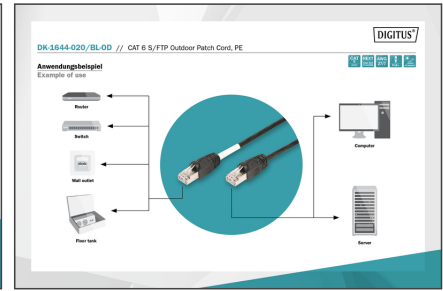 DIGITUS®
DK-1644-020/BL-OD // CAT 6 S/FTP Outdoor Patch Cord, PE
Anwendungsbeispiel
Example of use
Router
Switch
Wall outlet
Floor tank
Computer
Server